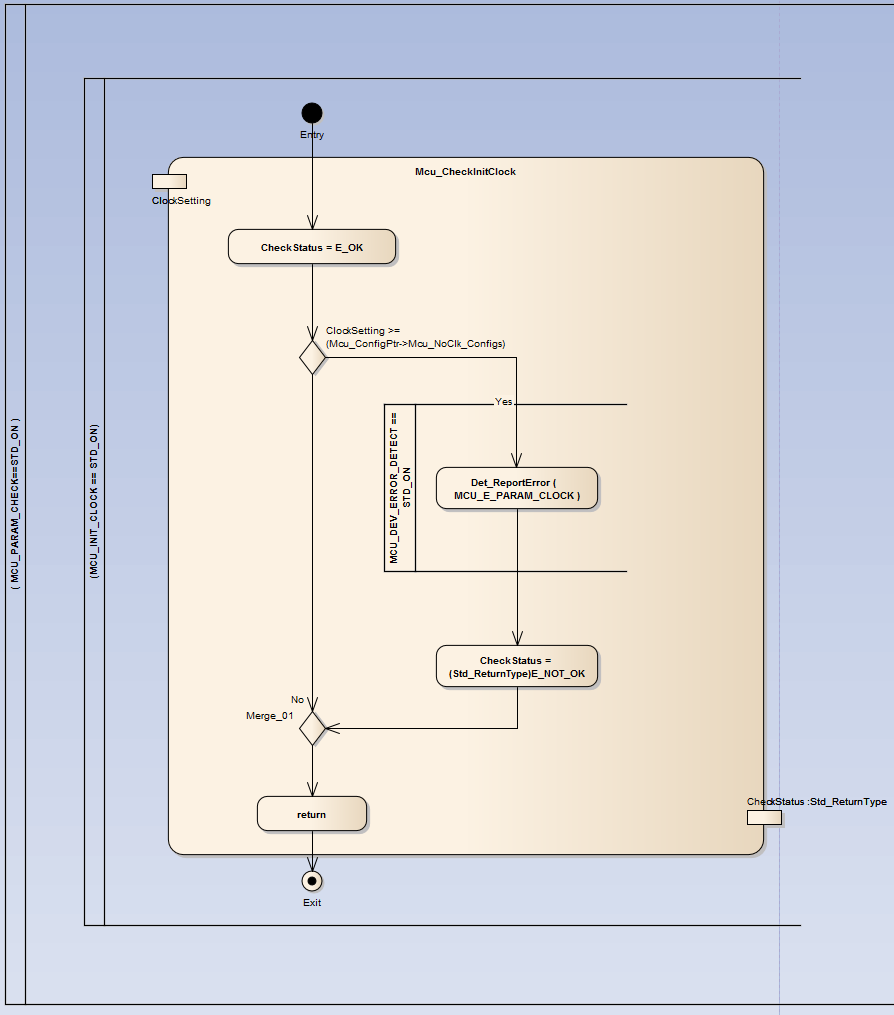 Entry
Mcu_CheckInitClock
ClockSetting
CheckStatus = E_OK
ClockSetting >=
(Mcu_ConfigPtr->Mcu_NoClk_Configs)
Yes
( MCU_PARAM_CHECK==STD_ON )
(MCU_INIT_CLOCK == STD_ON)
MCU_DEV_ERROR_DETECT ==
STD_ON
Det_ReportError (
MCU_E_PARAM_CLOCK )
CheckStatus =
(Std_ReturnType)E_NOT_OK
No
Merge_01
return
CheckStatus :Std_ReturnType
Exit